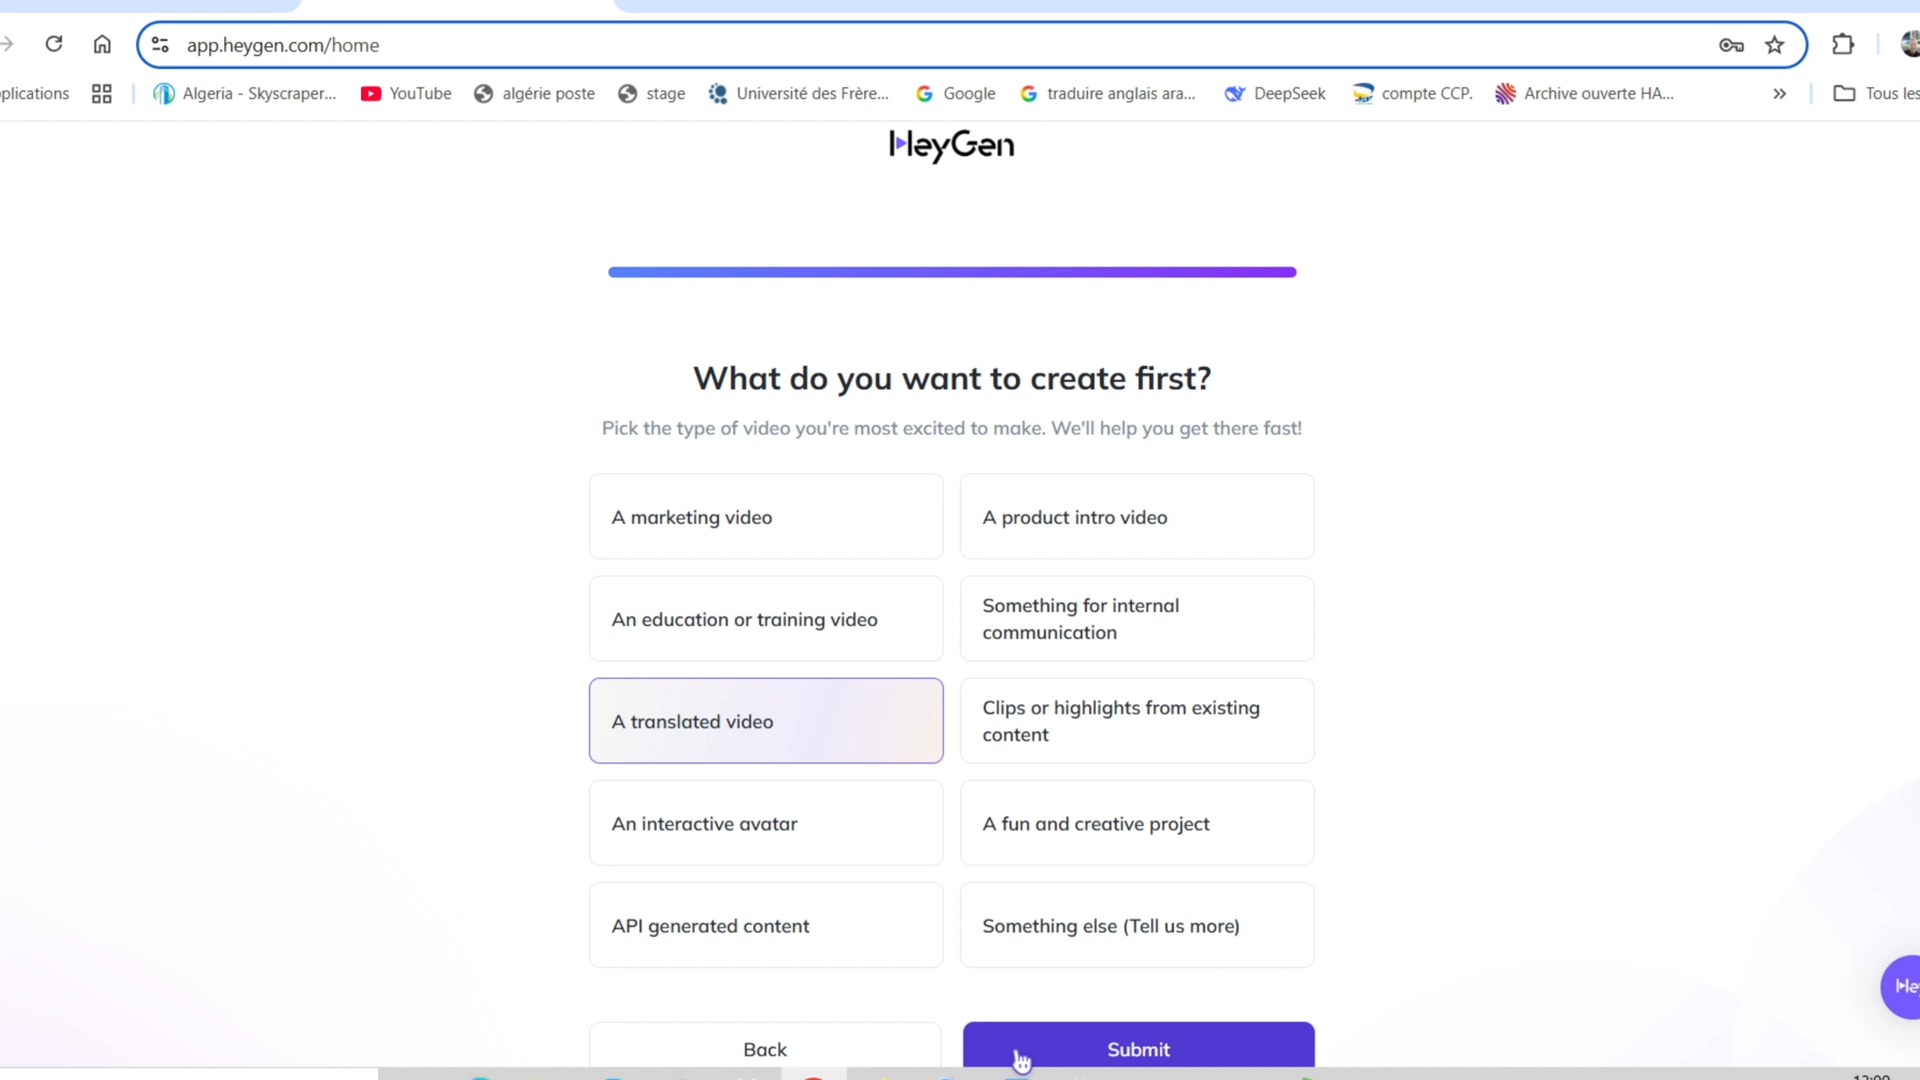 app.heygen.com/home
plications
Algeria - Skyscraper...
YouTube
algérie poste
stage
Université des Frère...
Google
traduire anglais ara...
DeepSeek
compte CCP.
Archive ouverte HA...
»
Tous les
HeyGen
What do you want to create first?
Pick the type of video you're most excited to make. We'll help you get there fast!
A marketing video
A product intro video
An education or training video
Something for internal
communication
A translated video
Clips or highlights from existing
content
An interactive avatar
A fun and creative project
API generated content
Something else (Tell us more)
Hey
Back
Submit